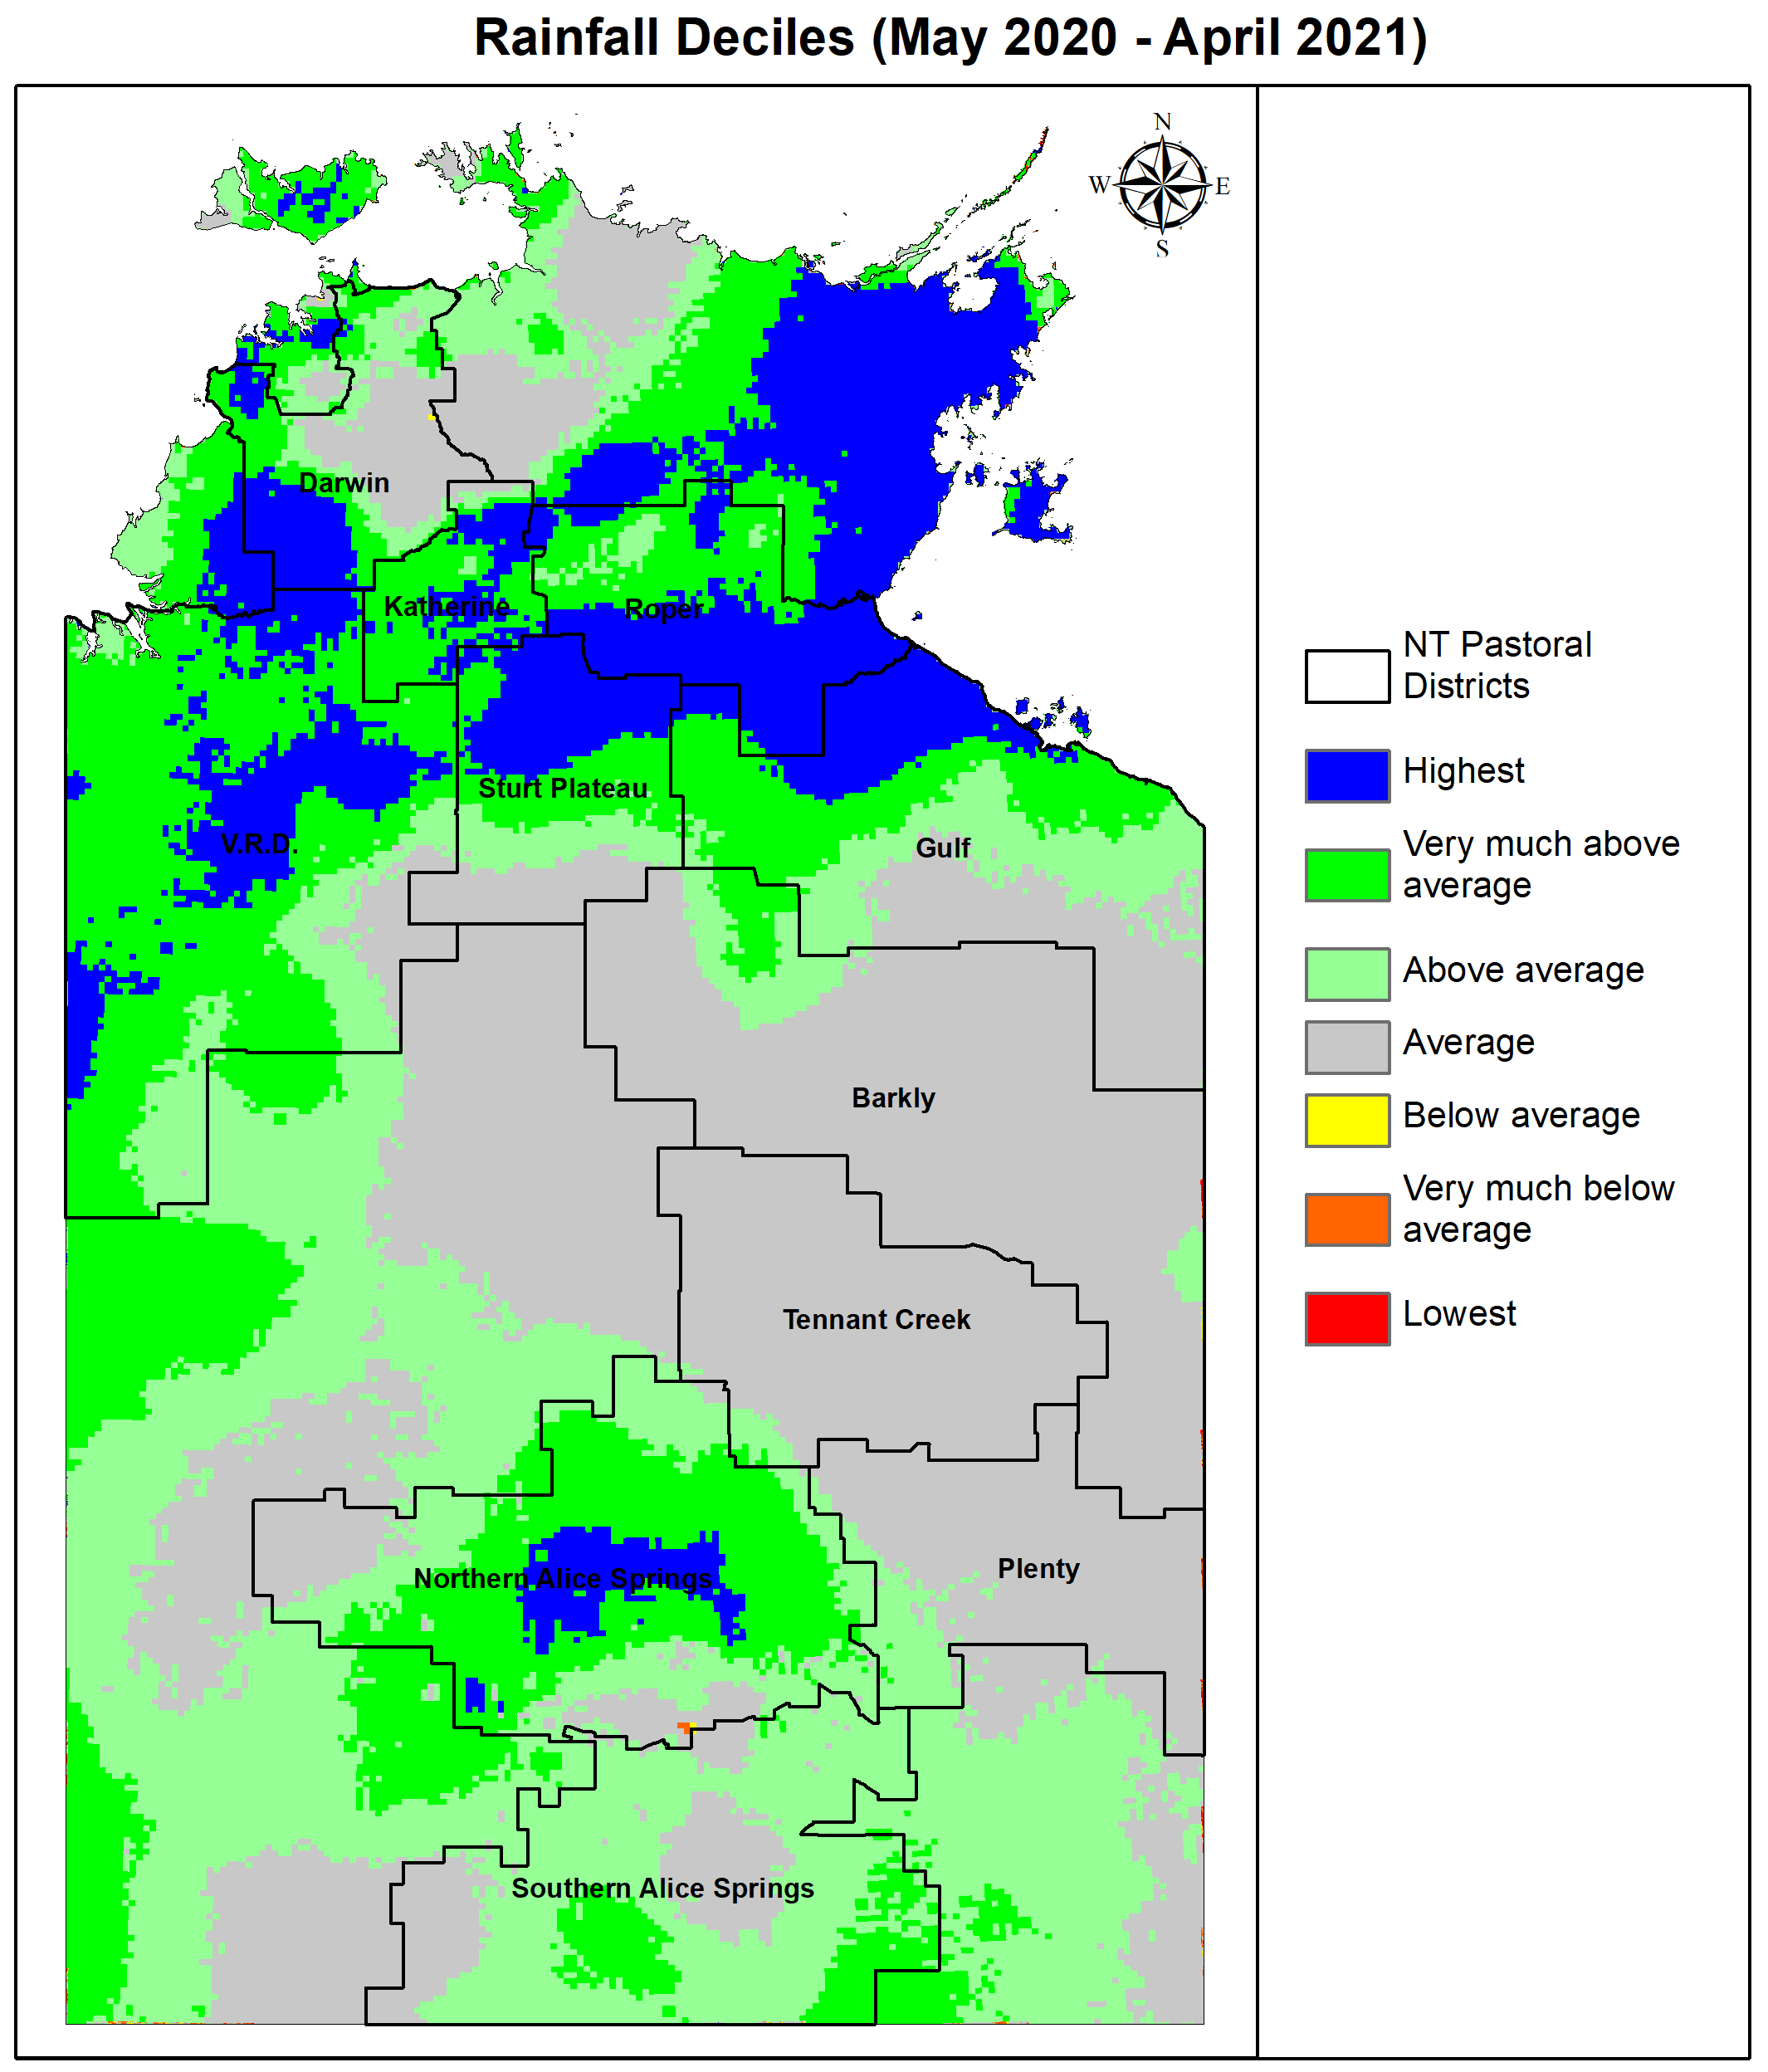 Rainfall Deciles (May 2020 - April 2021)
N
W
E
S
Darwin
Katherine
Roper
Sturt Plateau
V.R.D.
Gulf
Barkly
Tennant Creek
Plenty
Northern Alice Springs
Southern Alice Springs
NT Pastoral
Districts
Highest
Very much above
average
Above average
Average
Below average
Very much below
average
Lowest